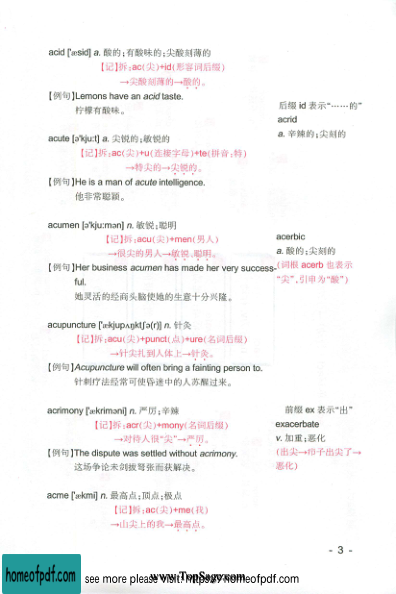 acid ['æsid] a. 酸的;有酸味的;尖酸刻薄的
【记】拆:ac(尖)+id(形容词后缀)
→尖酸刻薄的→酸的。
【例句】Lemons have an acid taste.
柠檬有酸味。
后缀 id 表示“……的”
acrid
a. 辛辣的;尖刻的
acute [ə'kju:t] a. 尖锐的;敏锐的
【记】拆:ac(尖)+u(连接字母)+te(拼音:特)
→特尖的→尖锐的。
【例句】He is a man of acute intelligence.
他非常聪颖。
acumen [ə'kju:mən] n. 敏锐;聪明
【记】拆:acu(尖)+men(男人)
→很尖的男人→敏锐,聪明。
【例句】Her business acumen has made her very success-
ful.
她灵活的经商头脑使她的生意十分兴隆。
acerbic
a. 酸的;尖刻的
(词根 acerb 也表示
“尖”,引申为“酸”)
acupuncture ['ækjupʌŋktʃə(r)] n. 针灸
【记】拆:acu(尖)+punct(点)+ure(名词后缀)
→针尖扎到人体上→针灸。
【例句】Acupuncture will often bring a fainting person to.
针刺疗法经常可使昏迷中的人苏醒过来。
acrimony ['ækriməni] n. 严厉;辛辣
【记】拆:acr(尖)+mony(名词后缀)
→对待人很“尖”→严厉。
【例句】The dispute was settled without acrimony.
这场争论未剑拔弩张而获解决。
前缀 ex 表示“出”
exacerbate
v. 加重;恶化
(出尖→疖子出尖了→
恶化)
acme ['ækmi] n. 最高点;顶点;极点
【记】拆:ac(尖)+me(我)
→山尖上的我→最高点。
- 3 -
homeofpdf.com
see more please visit: https://homeofpdf.com
www.TopSage.com